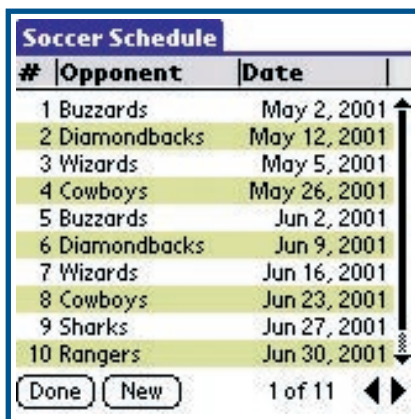 Soccer Schedule
# Opponent Date
1 Buzzards May 2, 2001
2 Diamondbacks May 12, 2001
3 Wizards May 5, 2001
4 Cowboys May 26, 2001
5 Buzzards Jun 2, 2001
6 Diamondbacks Jun 9, 2001
7 Wizards Jun 16, 2001
8 Cowboys Jun 23, 2001
9 Sharks Jun 27, 2001
10 Rangers Jun 30, 2001
Done New 1 of 11